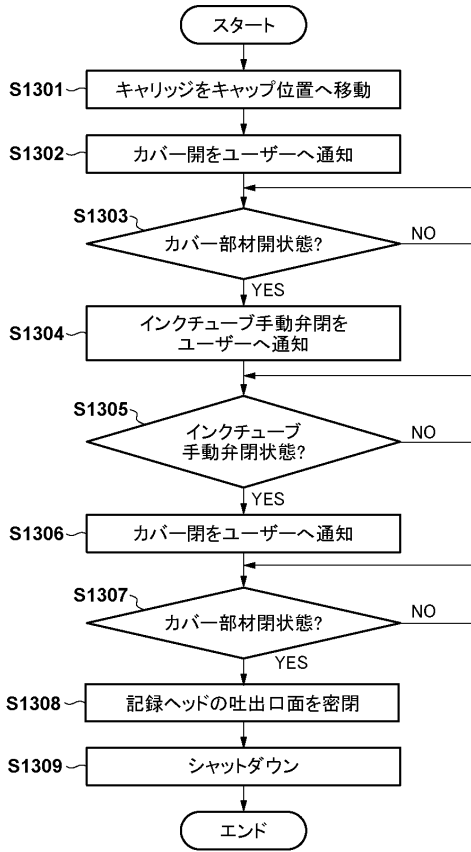 スタート
S1301
キャリッジをキャップ位置へ移動
S1302
カバー開をユーザーへ通知
S1303
カバー部材開状態?
NO
YES
S1304
インクチューブ手動弁閉を
ユーザーへ通知
S1305
インクチューブ
手動弁閉状態?
NO
YES
S1306
カバー閉をユーザーへ通知
S1307
カバー部材閉状態?
NO
YES
S1308
記録ヘッドの吐出口面を密閉
S1309
シャットダウン
エンド